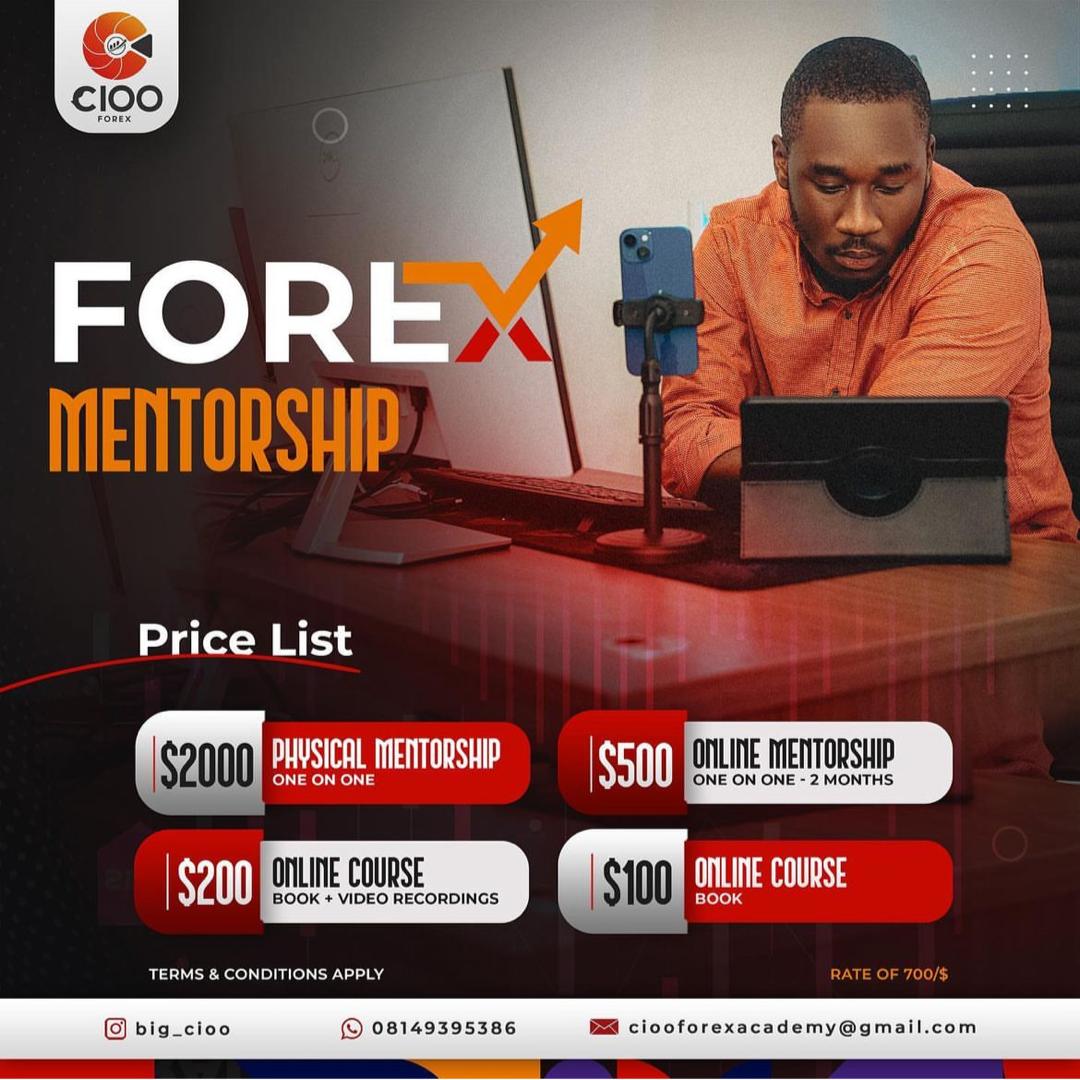 CIOO
FOREX
FOREX
MENTORSHIP
Price List
$2000 PHYSICAL MENTORSHIP
ONE ON ONE
$500 ONLINE MENTORSHIP
ONE ON ONE - 2 MONTHS
$200 ONLINE COURSE
BOOK + VIDEO RECORDINGS
$100 ONLINE COURSE
BOOK
TERMS & CONDITIONS APPLY
RATE OF 700/$
big_cioo
08149395386
ciooforexacademy@gmail.com